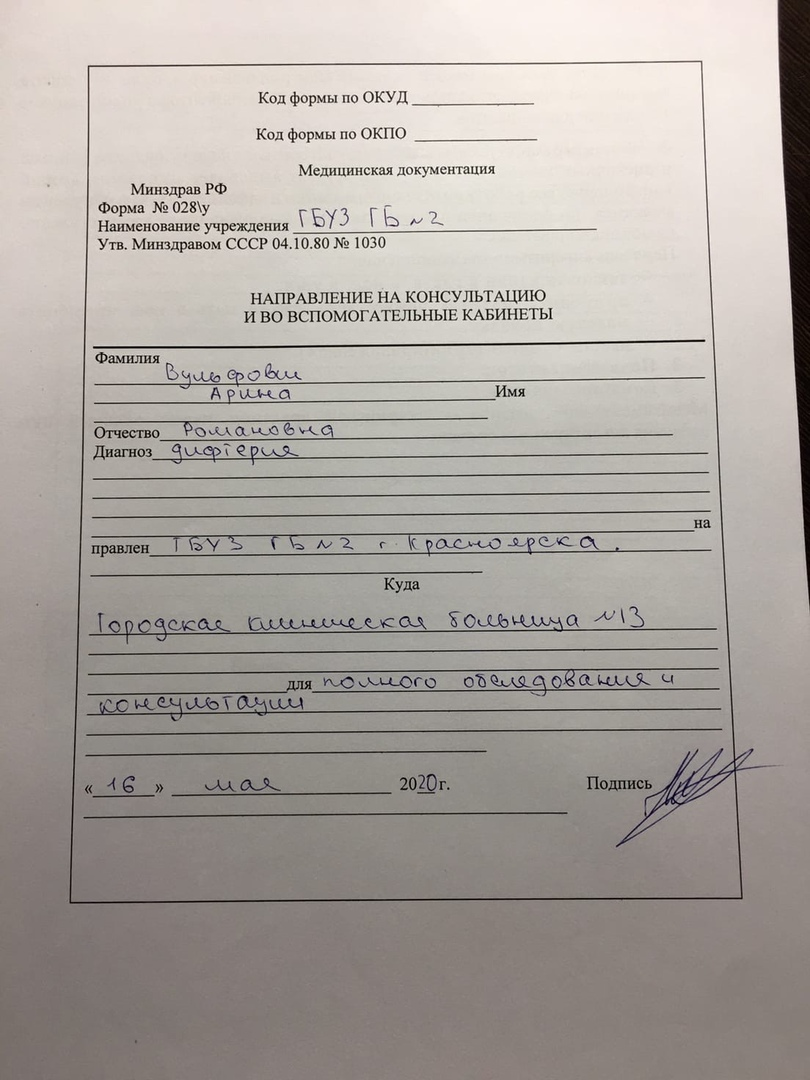 Код формы по ОКУД
Код формы по ОКПО
Медицинская документация
Минздрав РФ
Форма № 028\у
Наименование учреждения ГБУЗ ГБ №2
Утв. Минздравом СССР 04.10.80 № 1030
НАПРАВЛЕНИЕ НА КОНСУЛЬТАЦИЮ
И ВО ВСПОМОГАТЕЛЬНЫЕ КАБИНЕТЫ
Фамилия
Вульфович
Арина Имя
Отчество Романовна
Диагноз дифтерия
на
правлен ГБУЗ ГБ №2 г. Красноярска.
Куда
Городская клиническая больница №13
для полного обследования и
консультации
«16» мая 2020 г. Подпись